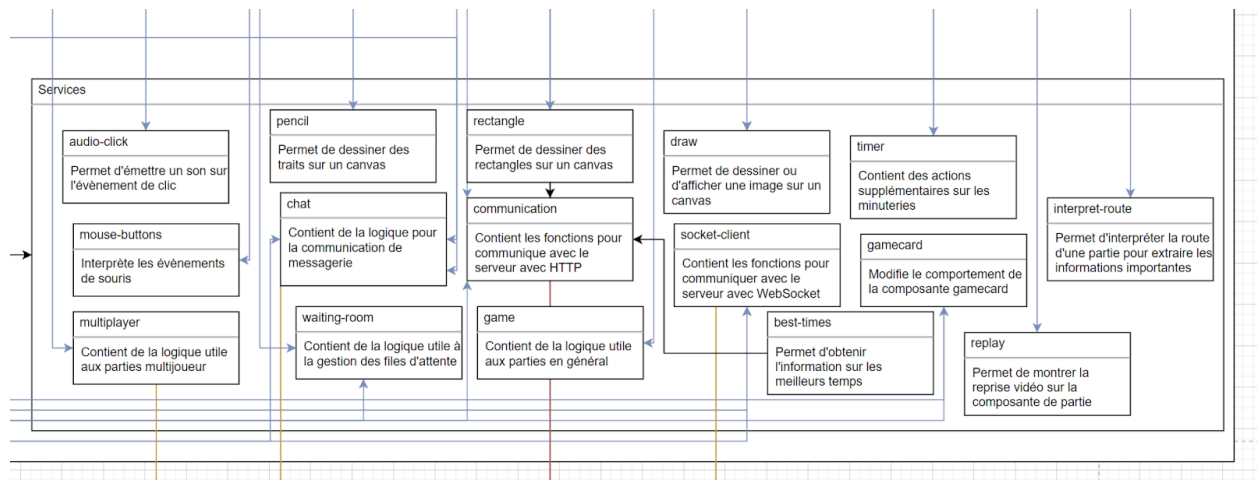 Services
audio-click
Permet d'émettre un son sur
l'évènement de clic
pencil
Permet de dessiner des
traits sur un canvas
rectangle
Permet de dessiner des
rectangles sur un canvas
draw
Permet de dessiner ou
d'afficher une image sur un
canvas
timer
Contient des actions
supplémentaires sur les
minuteries
mouse-buttons
Interprète les évènements
de souris
chat
Contient de la logique pour
la communication de
messagerie
communication
Contient les fonctions pour
communique avec le
serveur avec HTTP
socket-client
Contient les fonctions pour
communiquer avec le
serveur avec WebSocket
gamecard
Modifie le comportement de
la composante gamecard
interpret-route
Permet d'interpréter la route
d'une partie pour extraire les
informations importantes
multiplayer
Contient de la logique utile
aux parties multijoueur
waiting-room
Contient de la logique utile à
la gestion des files d'attente
game
Contient de la logique utile
aux parties en général
best-times
Permet d'obtenir
l'information sur les
meilleurs temps
replay
Permet de montrer la
reprise vidéo sur la
composante de partie